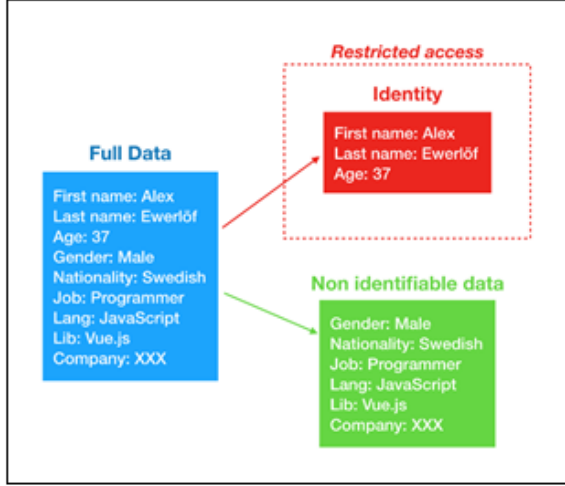 Restricted access
Identity
First name: Alex
Last name: Ewerlöf
Age: 37
Full Data
First name: Alex
Last name: Ewerlöf
Age: 37
Gender: Male
Nationality: Swedish
Job: Programmer
Lang: JavaScript
Lib: Vue.js
Company: XXX
Non identifiable data
Gender: Male
Nationality: Swedish
Job: Programmer
Lang: JavaScript
Lib: Vue.js
Company: XXX